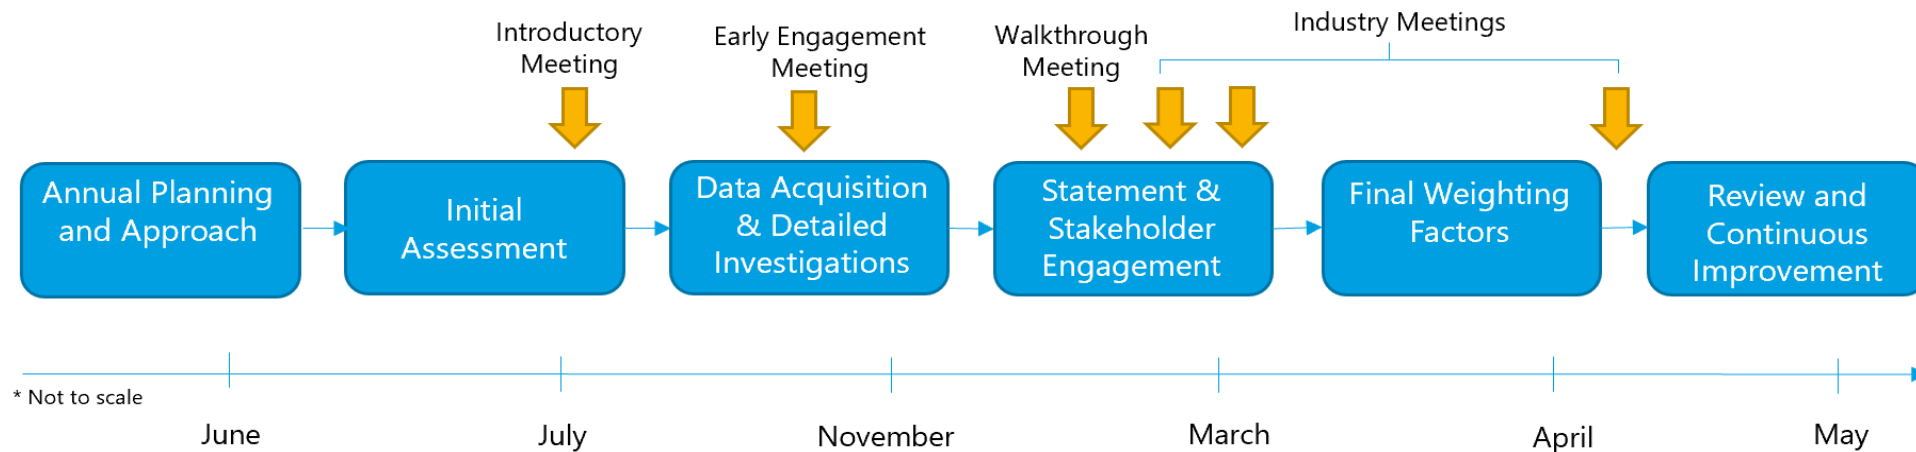 Introductory
Meeting
Early Engagement
Meeting
Walkthrough
Meeting
Industry Meetings
Annual Planning
and Approach
Initial
Assessment
Data Acquisition
& Detailed
Investigations
Statement &
Stakeholder
Engagement
Final Weighting
Factors
Review and
Continuous
Improvement
* Not to scale
June
July
November
March
April
May